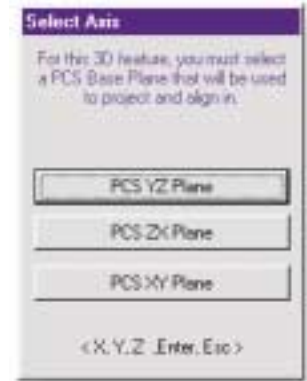 Select Axis
For this 3D feature, you must select
a PCS Base Plane that will be used
to project and align in.
PCS YZ Plane
PCS ZX Plane
PCS XY Plane
< X, Y, Z ,Enter, Esc >